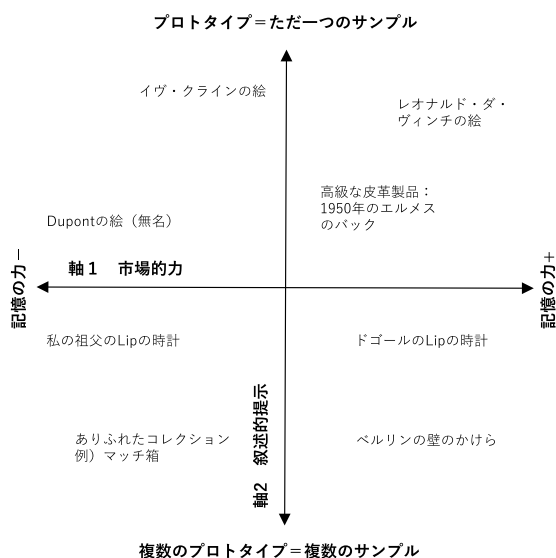 プロトタイプ＝ただ一つのサンプル
イヴ・クラインの絵
レオナルド・ダ・
ヴィンチの絵
高級な皮革製品：
1950年のエルメス
のバック
Dupontの絵（無名）
軸１　市場的力
記憶の力－
記憶の力＋
私の祖父のLipの時計
ドゴールのLipの時計
軸2　叙述的提示
ありふれたコレクション
例）マッチ箱
ベルリンの壁のかけら
複数のプロトタイプ＝複数のサンプル